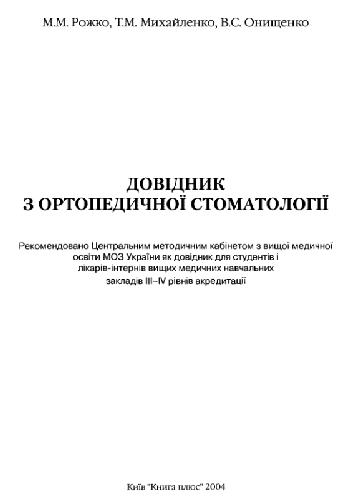 М.М. Рожко, Т.М. Михайленко, В.С. Онищенко
ДОВІДНИК
З ОРТОПЕДИЧНОЇ СТОМАТОЛОГІЇ
Рекомендовано Центральним методичним кабінетом з вищої медичної
освіти МОЗ України як довідник для студентів і
лікарів-інтернів вищих медичних навчальних
закладів III–IV рівнів акредитації
Київ "Книга плюс" 2004